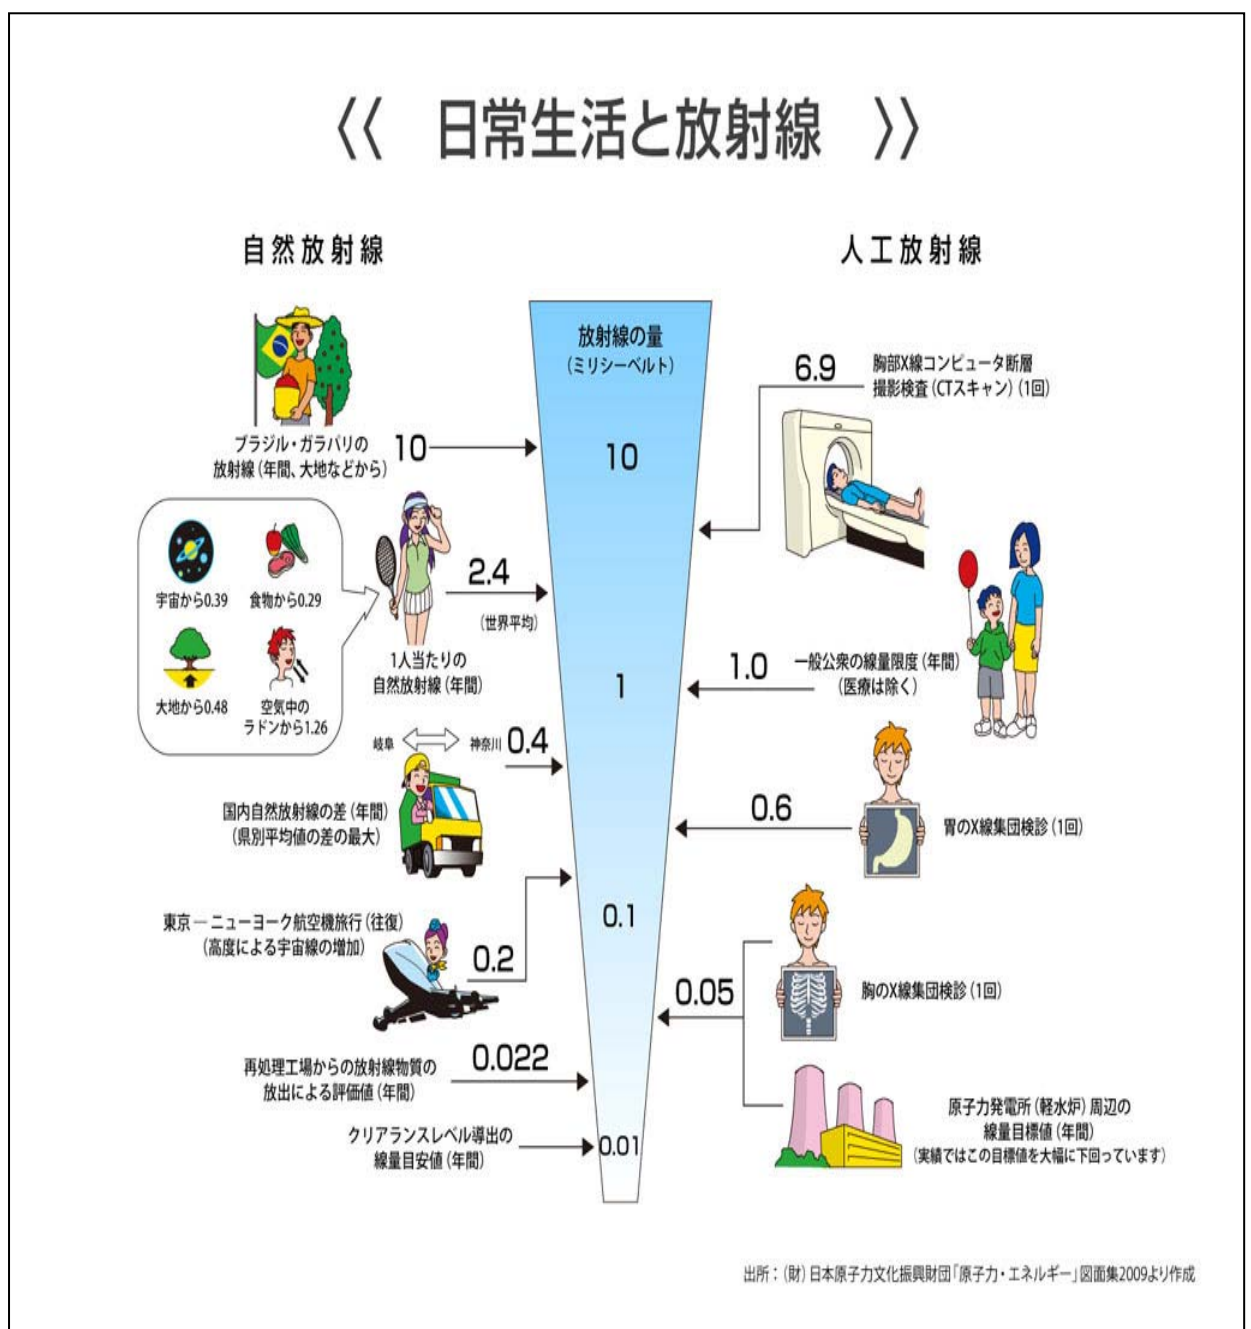 《 日常生活と放射線 》
自然放射線
人工放射線
放射線の量
(ミリシーベルト)
10
1
0.1
0.01
ブラジル・ガラパリの
放射線(年間、大地などから)
10
宇宙から0.39
食物から0.29
大地から0.48
空気中の
ラドンから1.26
2.4
(世界平均)
1人当たりの
自然放射線(年間)
岐阜
神奈川
0.4
国内自然放射線の差(年間)
(県別平均値の差の最大)
東京―ニューヨーク航空機旅行(往復)
(高度による宇宙線の増加)
0.2
再処理工場からの放射線物質の
放出による評価値(年間)
0.022
クリアランスレベル導出の
線量目安値(年間)
6.9
胸部X線コンピュータ断層
撮影検査(CTスキャン)(1回)
1.0
一般公衆の線量限度(年間)
(医療は除く)
0.6
胃のX線集団検診(1回)
0.05
胸のX線集団検診(1回)
原子力発電所(軽水炉)周辺の
線量目標値(年間)
(実績ではこの目標値を大幅に下回っています)
出所:(財)日本原子力文化振興財団「原子力・エネルギー」図面集2009より作成